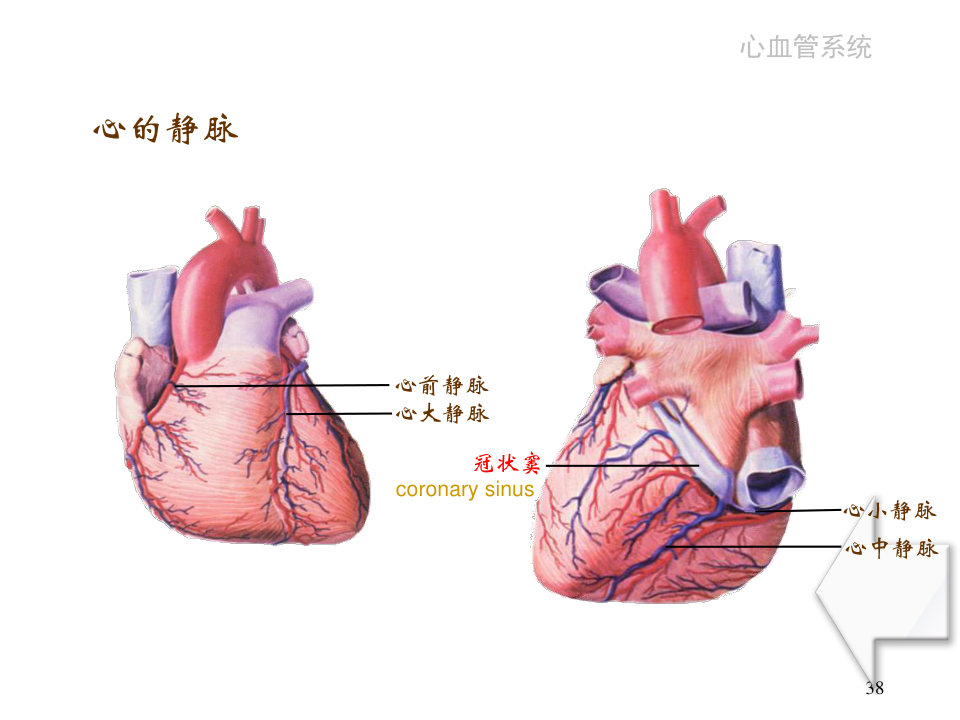 心血管系统
心的静脉
心前静脉
心大静脉
冠状窦
coronary sinus
心小静脉
心中静脉
38